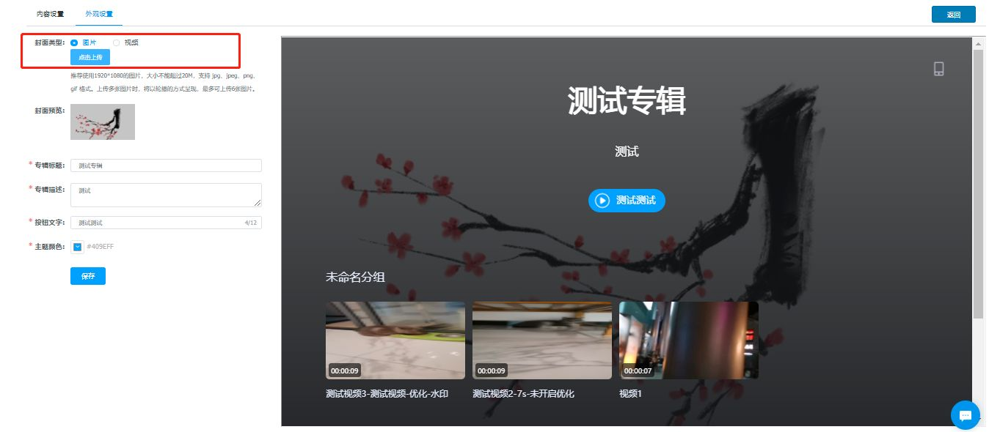 内容设置 外观设置 返回
封面类型: 图片 视频
点击上传
推荐使用1920*1080的图片，大小不能超过20M，支持 jpg、jpeg、png、
gif 格式。上传多张图片时，将以轮播的方式呈现，最多可上传6张图片。
封面预览:
* 专辑标题: 测试专辑
* 专辑描述: 测试
* 按钮文字: 测试测试 4/12
* 主题颜色: #409EFF
保存
测试专辑
测试
测试测试
未命名分组
00:00:09 00:00:09 00:00:07
测试视频3-测试视频-优化-水印 测试视频2-7s-未开启优化 视频1